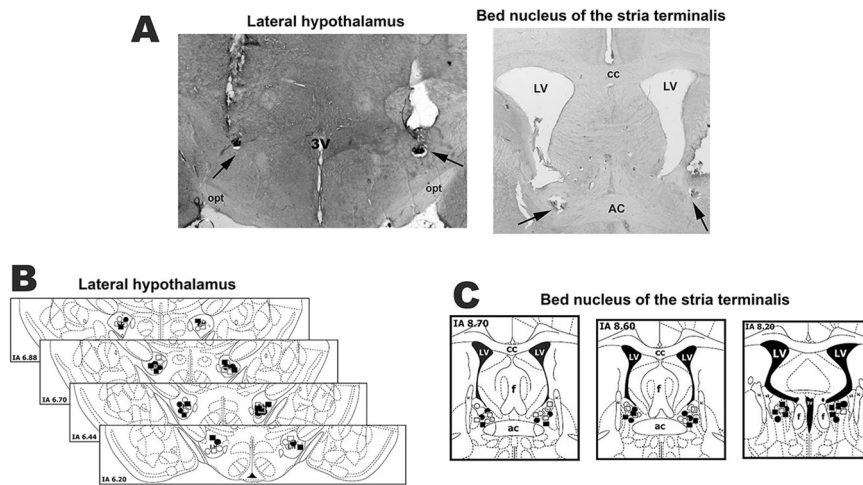 A
Lateral hypothalamus
Bed nucleus of the stria terminalis
3V
opt
opt
LV
cc
LV
AC
B
Lateral hypothalamus
IA 6.88
IA 6.70
IA 6.44
IA 6.20
C
Bed nucleus of the stria terminalis
IA 8.70
LV
cc
LV
f
ac
IA 8.60
LV
cc
LV
f
ac
IA 8.20
LV
LV
f
f